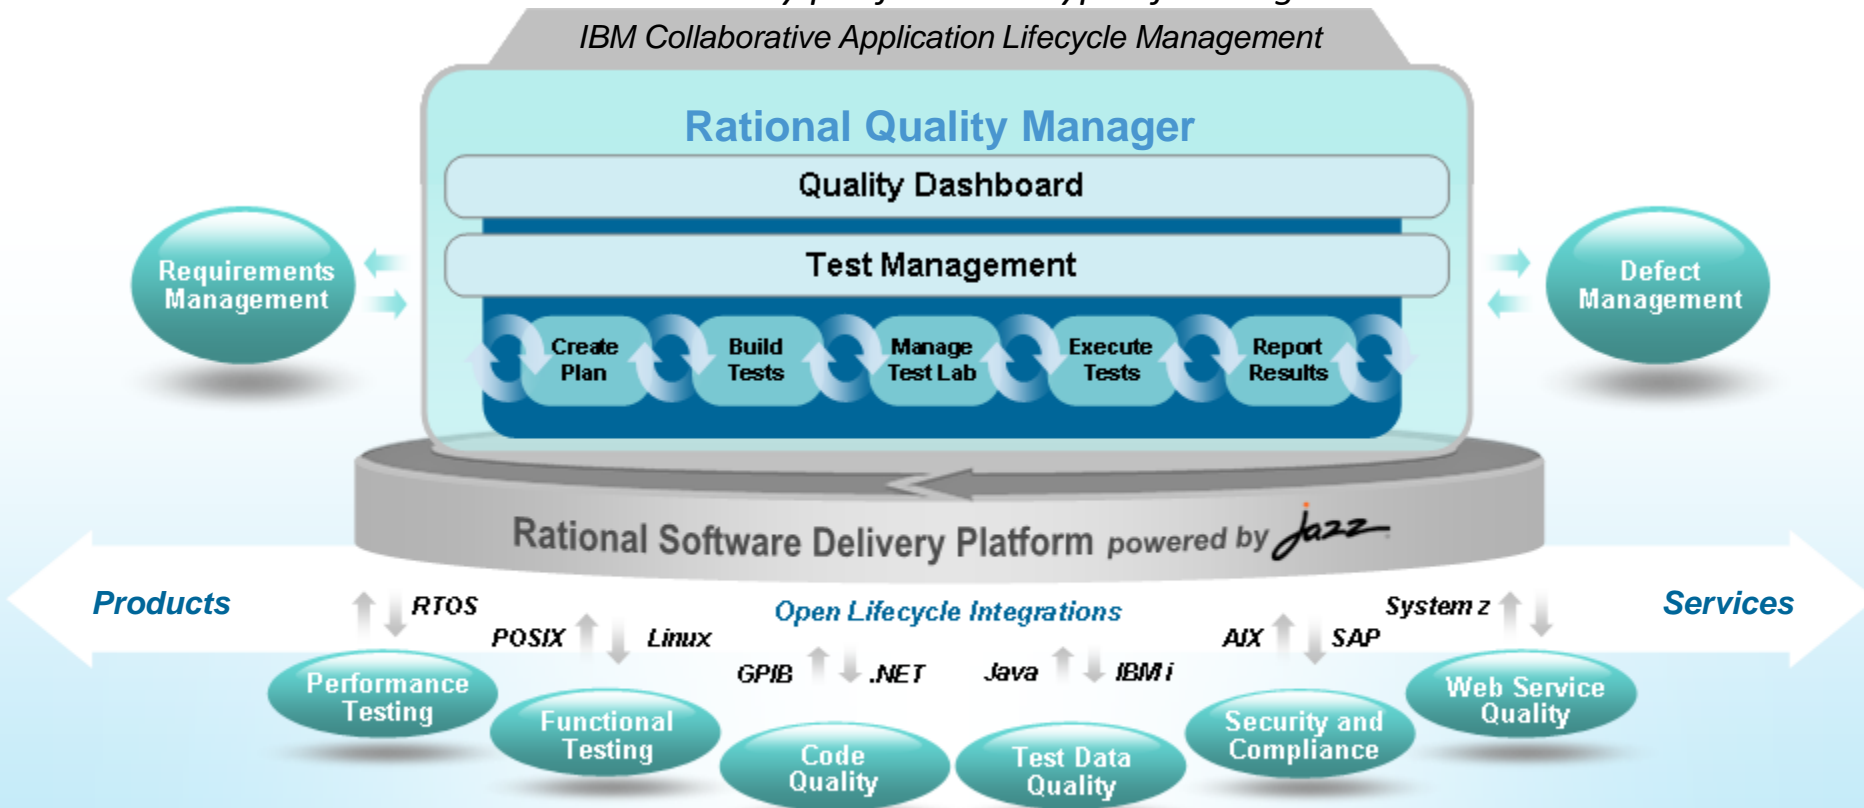 IBM Collaborative Application Lifecycle Management
Rational Quality Manager
Quality Dashboard
Test Management
Requirements
Management
Defect
Management
Create
Plan
Build
Tests
Manage
Test Lab
Execute
Tests
Report
Results
Rational Software Delivery Platform powered by jazz
Products
Services
Open Lifecycle Integrations
RTOS
POSIX
Linux
GPIB
.NET
Java
IBM i
AIX
SAP
System z
Performance
Testing
Functional
Testing
Code
Quality
Test Data
Quality
Security and
Compliance
Web Service
Quality